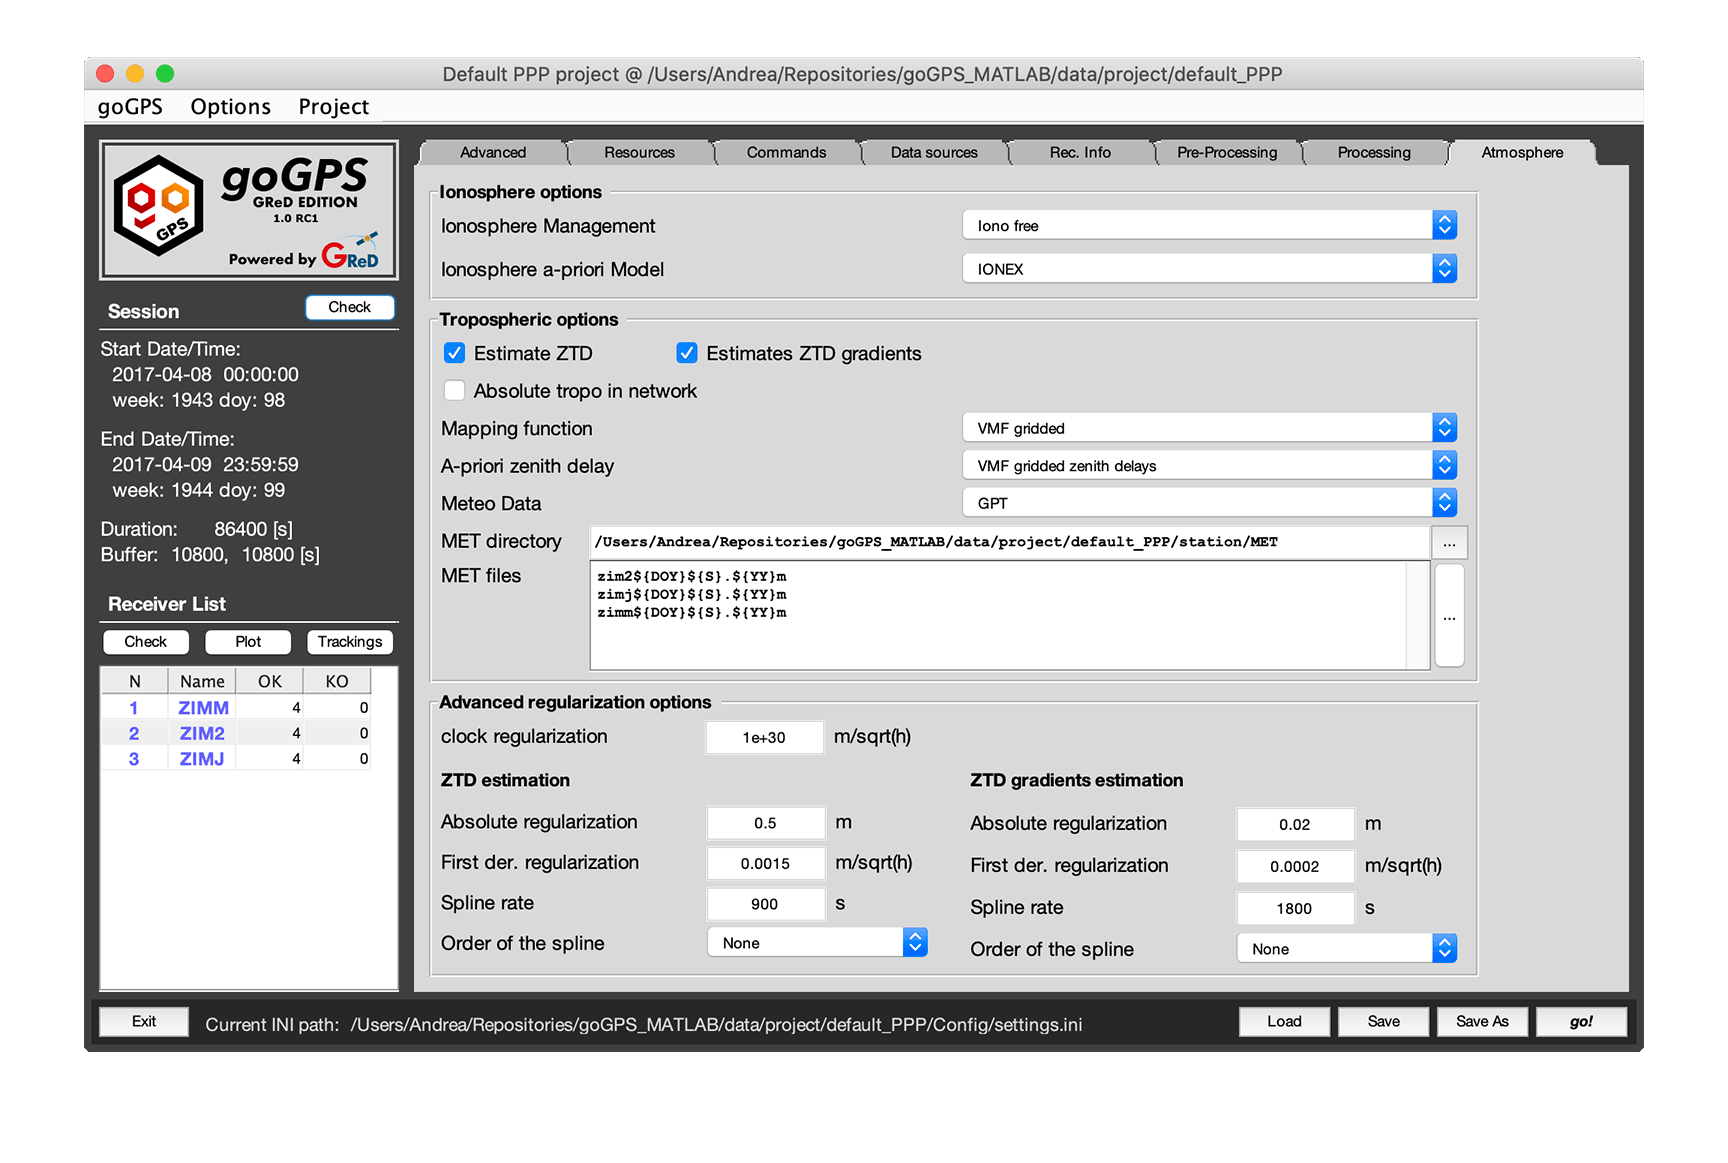 Default PPP project @ /Users/Andrea/Repositories/goGPS_MATLAB/data/project/default_PPP
goGPS Options Project
go GPS
goGPS
GReD EDITION
1.0 RC1
Powered by GReD
Session Check
Start Date/Time:
2017-04-08 00:00:00
week: 1943 doy: 98
End Date/Time:
2017-04-09 23:59:59
week: 1944 doy: 99
Duration: 86400 [s]
Buffer: 10800, 10800 [s]
Receiver List
Check Plot Trackings
N Name OK KO
1 ZIMM 4 0
2 ZIM2 4 0
3 ZIMJ 4 0
Advanced Resources Commands Data sources Rec. Info Pre-Processing Processing Atmosphere
Ionosphere options
Ionosphere Management Iono free
Ionosphere a-priori Model IONEX
Tropospheric options
Estimate ZTD Estimates ZTD gradients
Absolute tropo in network
Mapping function VMF gridded
A-priori zenith delay VMF gridded zenith delays
Meteo Data GPT
MET directory /Users/Andrea/Repositories/goGPS_MATLAB/data/project/default_PPP/station/MET ...
MET files zim2${DOY}${S}.${YY}m
zimj${DOY}${S}.${YY}m
zimm${DOY}${S}.${YY}m
...
Advanced regularization options
clock regularization 1e+30 m/sqrt(h)
ZTD estimation ZTD gradients estimation
Absolute regularization 0.5 m Absolute regularization 0.02 m
First der. regularization 0.0015 m/sqrt(h) First der. regularization 0.0002 m/sqrt(h)
Spline rate 900 s Spline rate 1800 s
Order of the spline None Order of the spline None
Exit Current INI path: /Users/Andrea/Repositories/goGPS_MATLAB/data/project/default_PPP/Config/settings.ini Load Save Save As go!